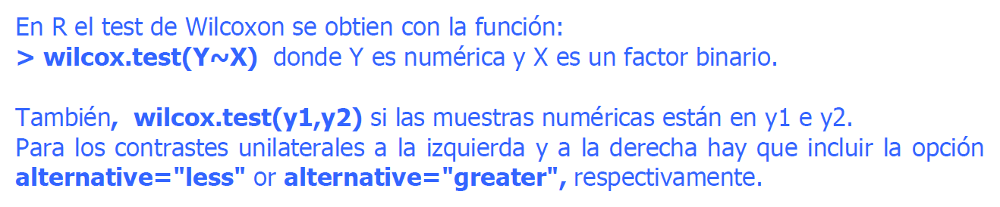 En R el test de Wilcoxon se obtien con la función:
> wilcox.test(Y~X) donde Y es numérica y X es un factor binario.
También, wilcox.test(y1,y2) si las muestras numéricas están en y1 e y2.
Para los contrastes unilaterales a la izquierda y a la derecha hay que incluir la opción
alternative="less" or alternative="greater", respectivamente.